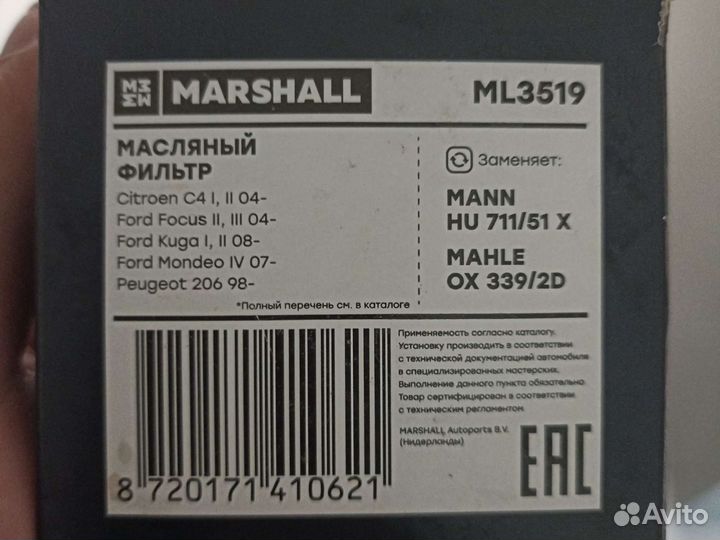 MARSHALL
ML3519
МАСЛЯНЫЙ
ФИЛЬТР
Citroen C4 I, II 04-
Ford Focus II, III 04-
Ford Kuga I, II 08-
Ford Mondeo IV 07-
Peugeot 206 98-
*Полный перечень см. в каталоге
Заменяет:
MANN
HU 711/51 X
MAHLE
OX 339/2D
Применяемость согласно каталогу.
Установку производить в соответствии
с технической документацией автомобиля
в специализированных мастерских.
Выполнение данного пункта обязательно.
Товар сертифицирован в соответствии
с техническим регламентом.
MARSHALL Autoparts B.V.
(Нидерланды)
8 720171 410621
EAC
Avito